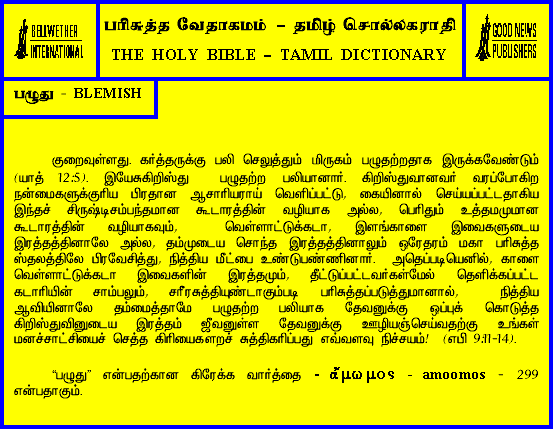 BELLWETHER
INTERNATIONAL
பரிசுத்த வேதாகமம் – தமிழ் சொல்லகராதி
THE HOLY BIBLE – TAMIL DICTIONARY
GOOD NEWS
PUBLISHERS
பழுது - BLEMISH
குறைவுள்ளது. கர்த்தருக்கு பலி செலுத்தும் மிருகம் பழுதற்றதாக இருக்கவேண்டும்
(யாத் 12:5). இயேசுகிறிஸ்து பழுதற்ற பலியானார். கிறிஸ்துவானவர் வரப்போகிற
நன்மைகளுக்குரிய பிரதான ஆசாரியராய் வெளிப்பட்டு, கையினால் செய்யப்பட்டதாகிய
இந்தச் சிருஷ்டிசம்பந்தமான கூடாரத்தின் வழியாக அல்ல, பெரிதும் உத்தமமுமான
கூடாரத்தின் வழியாகவும், வெள்ளாட்டுக்கடா, இளங்காளை இவைகளுடைய
இரத்தத்தினாலே அல்ல, தம்முடைய சொந்த இரத்தத்தினாலும் ஒரேதரம் மகா பரிசுத்த
ஸ்தலத்திலே பிரவேசித்து, நித்திய மீட்பை உண்டுபண்ணினார். அதெப்படியெனில், காளை
வெள்ளாட்டுக்கடா இவைகளின் இரத்தமும், தீட்டுப்பட்டவர்கள்மேல் தெளிக்கப்பட்ட
கடாரியின் சாம்பலும், சரீரசுத்தியுண்டாகும்படி பரிசுத்தப்படுத்துமானால், நித்திய
ஆவியினாலே தம்மைத்தாமே பழுதற்ற பலியாக தேவனுக்கு ஒப்புக் கொடுத்த
கிறிஸ்துவினுடைய இரத்தம் ஜீவனுள்ள தேவனுக்கு ஊழியஞ்செய்வதற்கு உங்கள்
மனச்சாட்சியைச் செத்த கிரியைகளறச் சுத்திகரிப்பது எவ்வளவு நிச்சயம்! (எபி 9:11-14).
“பழுது” என்பதற்கான கிரேக்க வார்த்தை - ἄμωμος - amoomos - 299
என்பதாகும்.